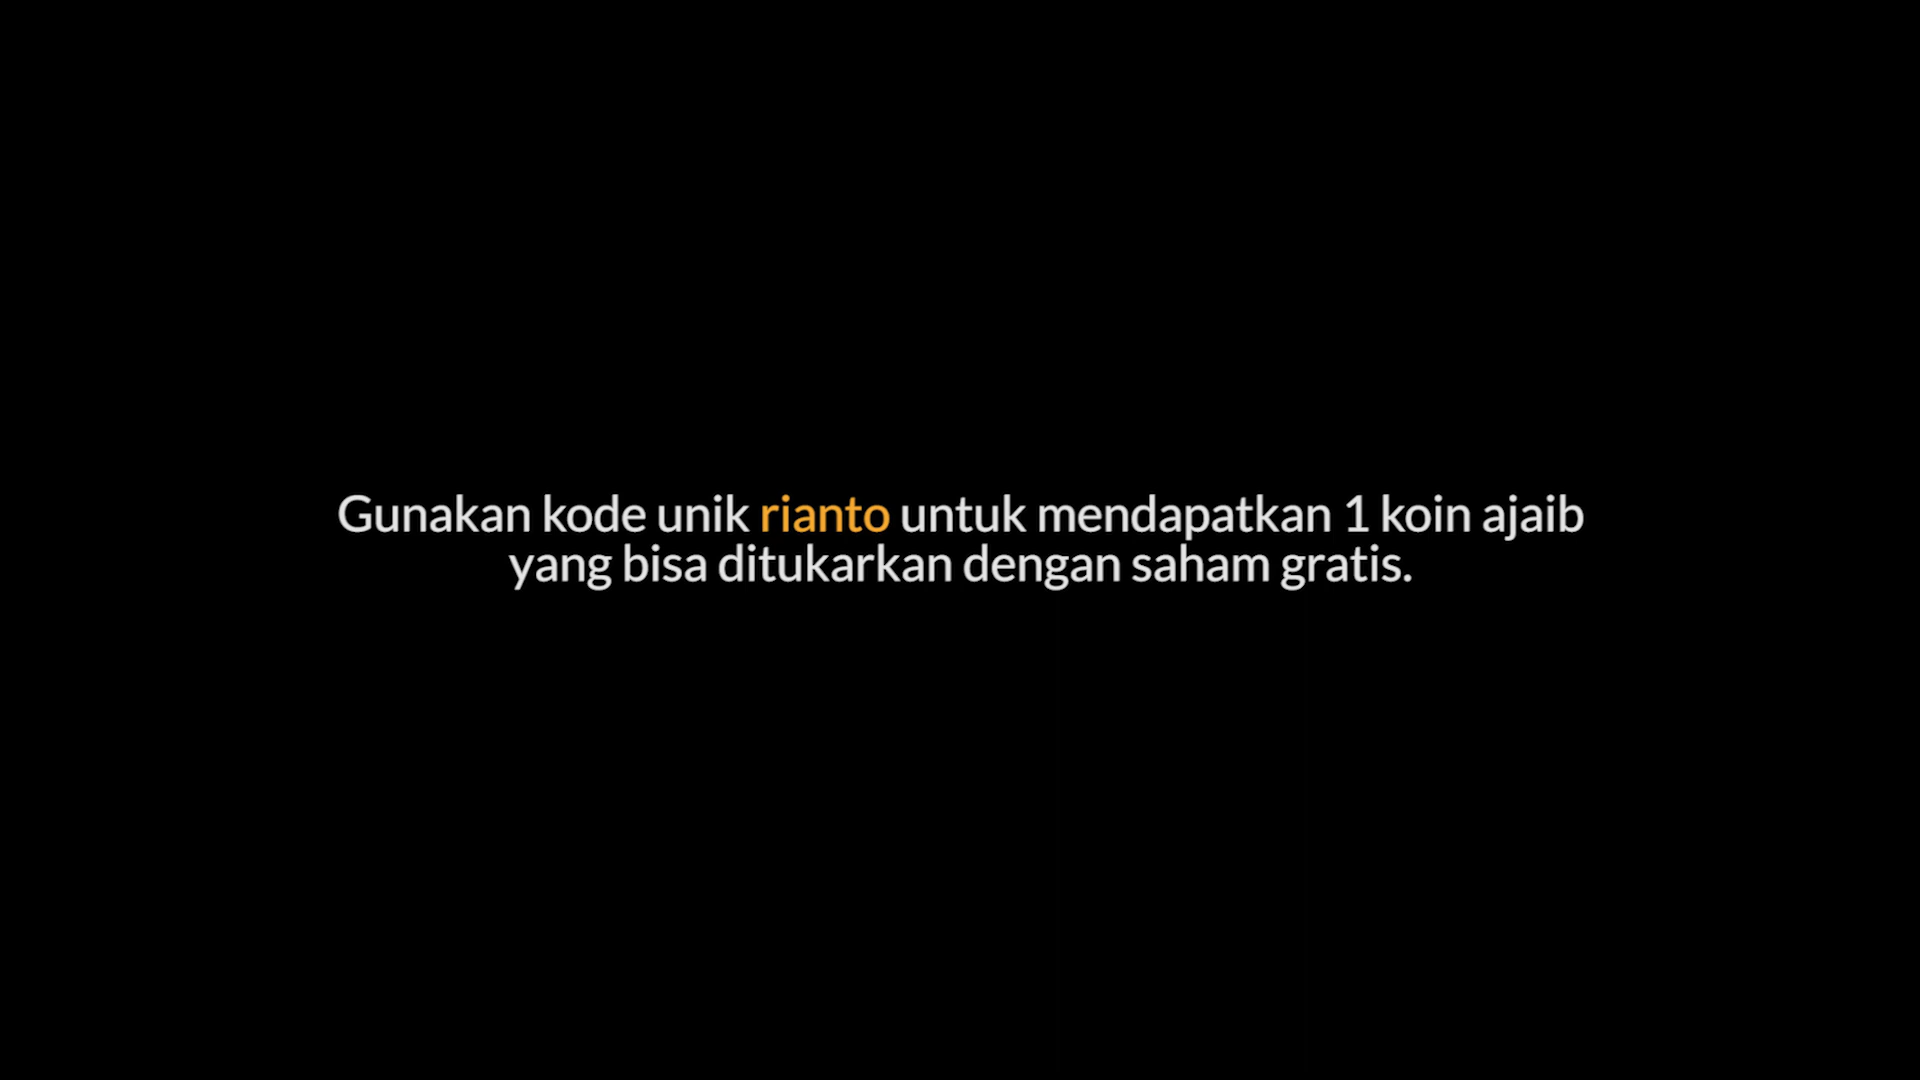 Gunakan kode unik rianto untuk mendapatkan 1 koin ajaib
yang bisa ditukarkan dengan saham gratis.